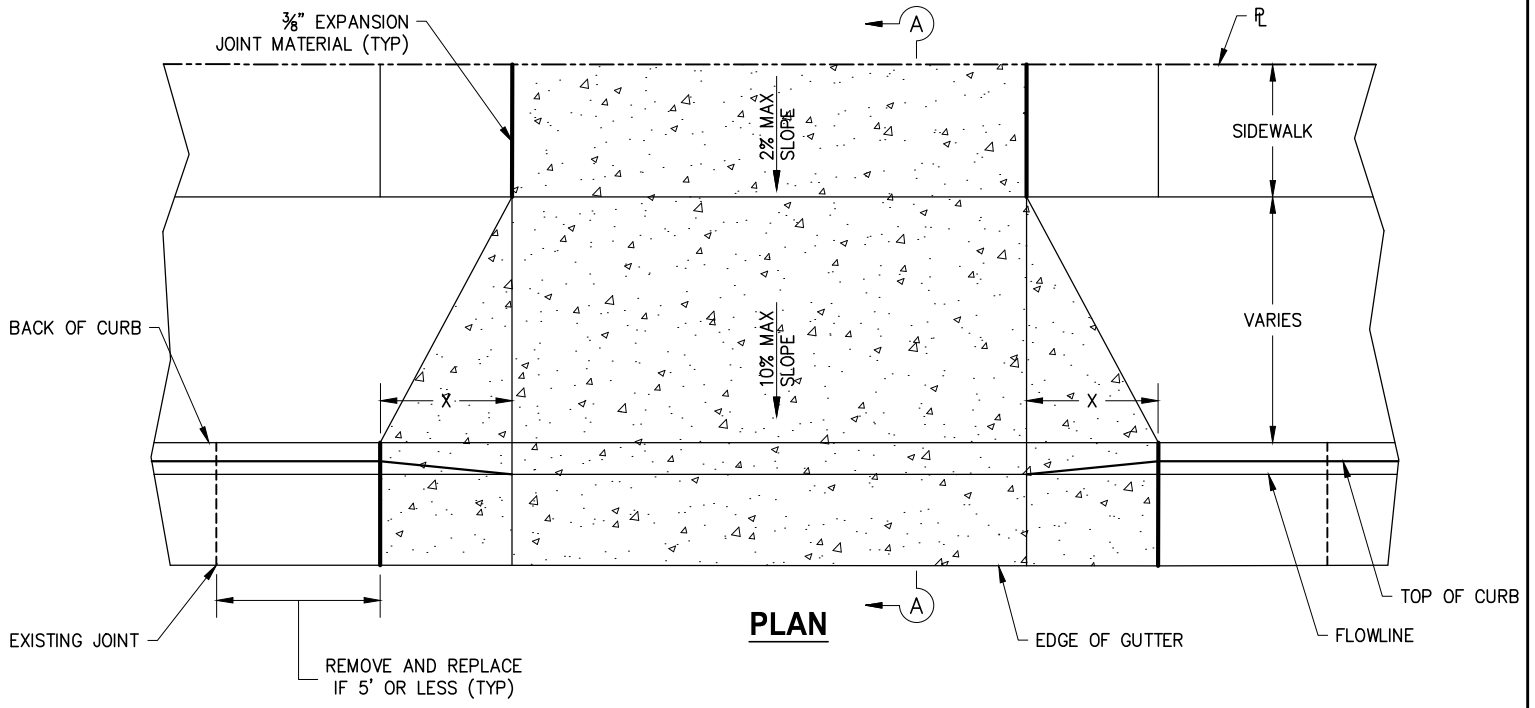 ⅜" EXPANSION
JOINT MATERIAL (TYP)
A
℄
2% MAX
SLOPE
SIDEWALK
10% MAX
SLOPE
VARIES
BACK OF CURB
X
X
EXISTING JOINT
REMOVE AND REPLACE
IF 5' OR LESS (TYP)
PLAN
A
EDGE OF GUTTER
FLOWLINE
TOP OF CURB